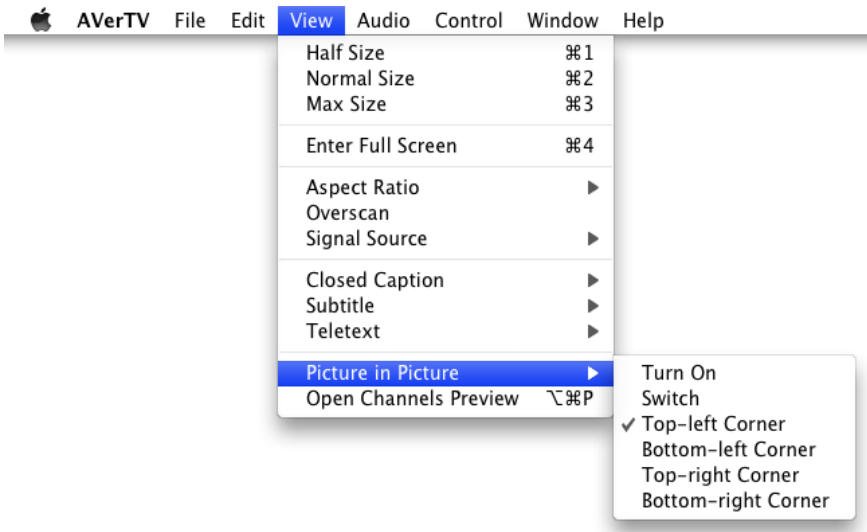 AVerTV File Edit View Audio Control Window Help
Half Size ⌘1
Normal Size ⌘2
Max Size ⌘3
Enter Full Screen ⌘4
Aspect Ratio
Overscan
Signal Source
Closed Caption
Subtitle
Teletext
Picture in Picture
Open Channels Preview ⌥⌘P
Turn On
Switch
✓ Top-left Corner
Bottom-left Corner
Top-right Corner
Bottom-right Corner